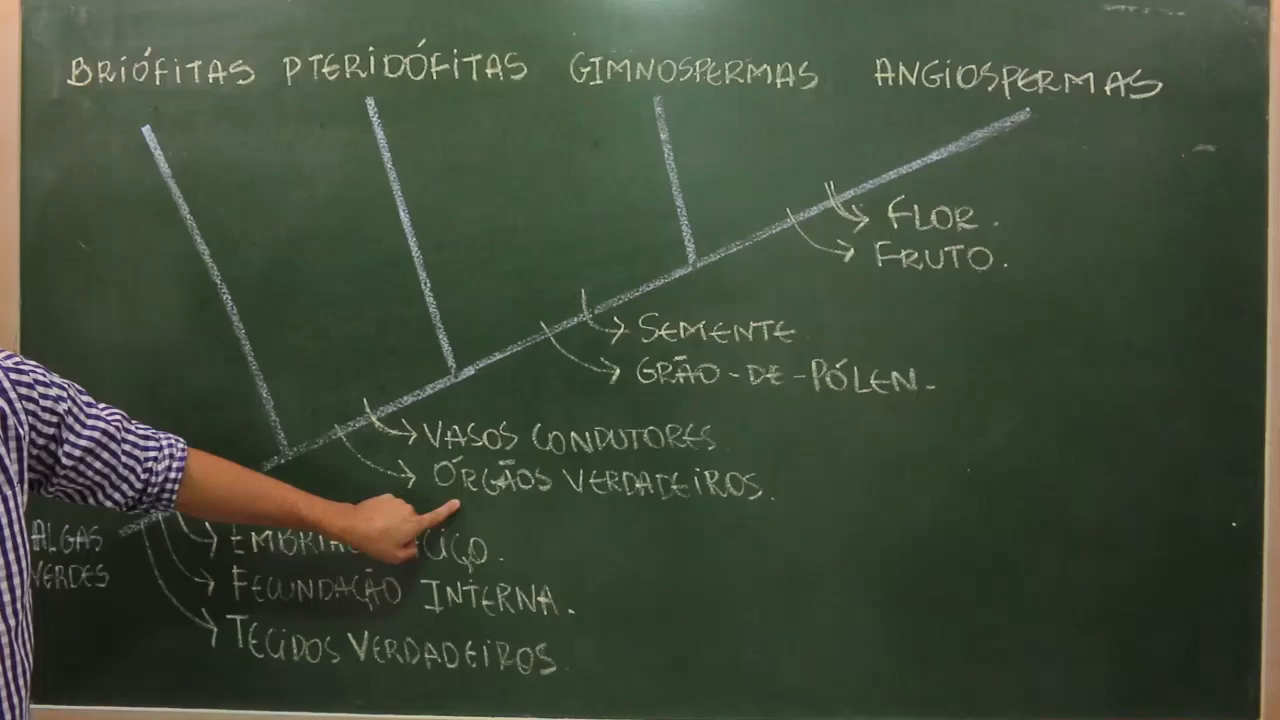 BRIÓFITAS PTERIDÓFITAS GIMNOSPERMAS ANGIOSPERMAS
FLOR.
FRUTO.
SEMENTE
GRÃO-DE-PÓLEN.
VASOS CONDUTORES.
ÓRGÃOS VERDADEIROS.
ALGAS
VERDES
FECUNDAÇÃO INTERNA.
TECIDOS VERDADEIROS.